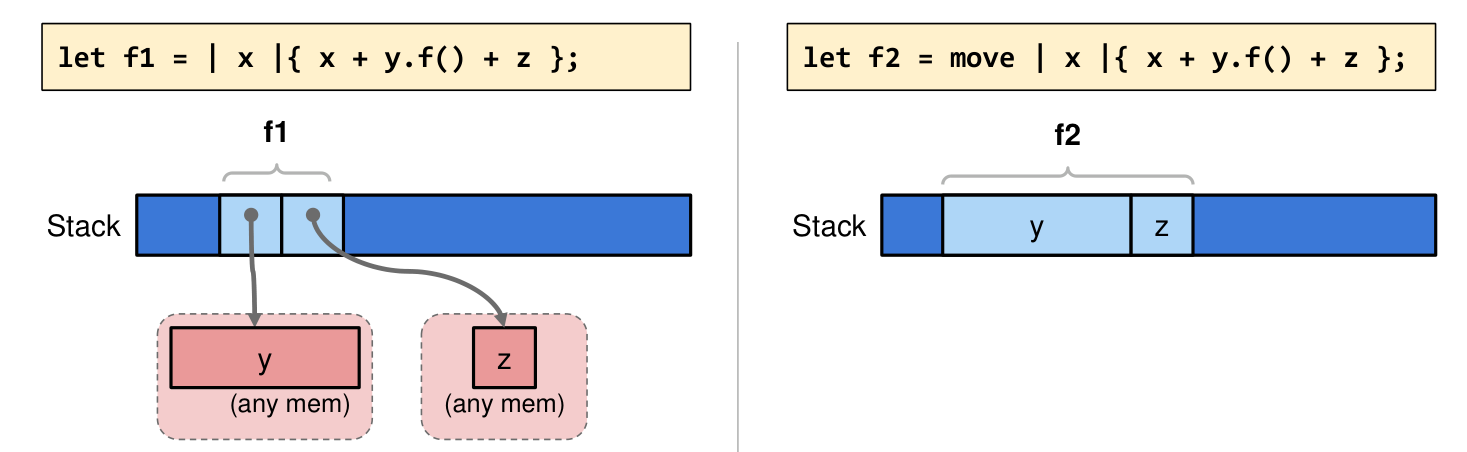 let f1 = | x |{ x + y.f() + z };
f1
Stack
y
(any mem)
z
(any mem)
let f2 = move | x |{ x + y.f() + z };
f2
Stack
y
z